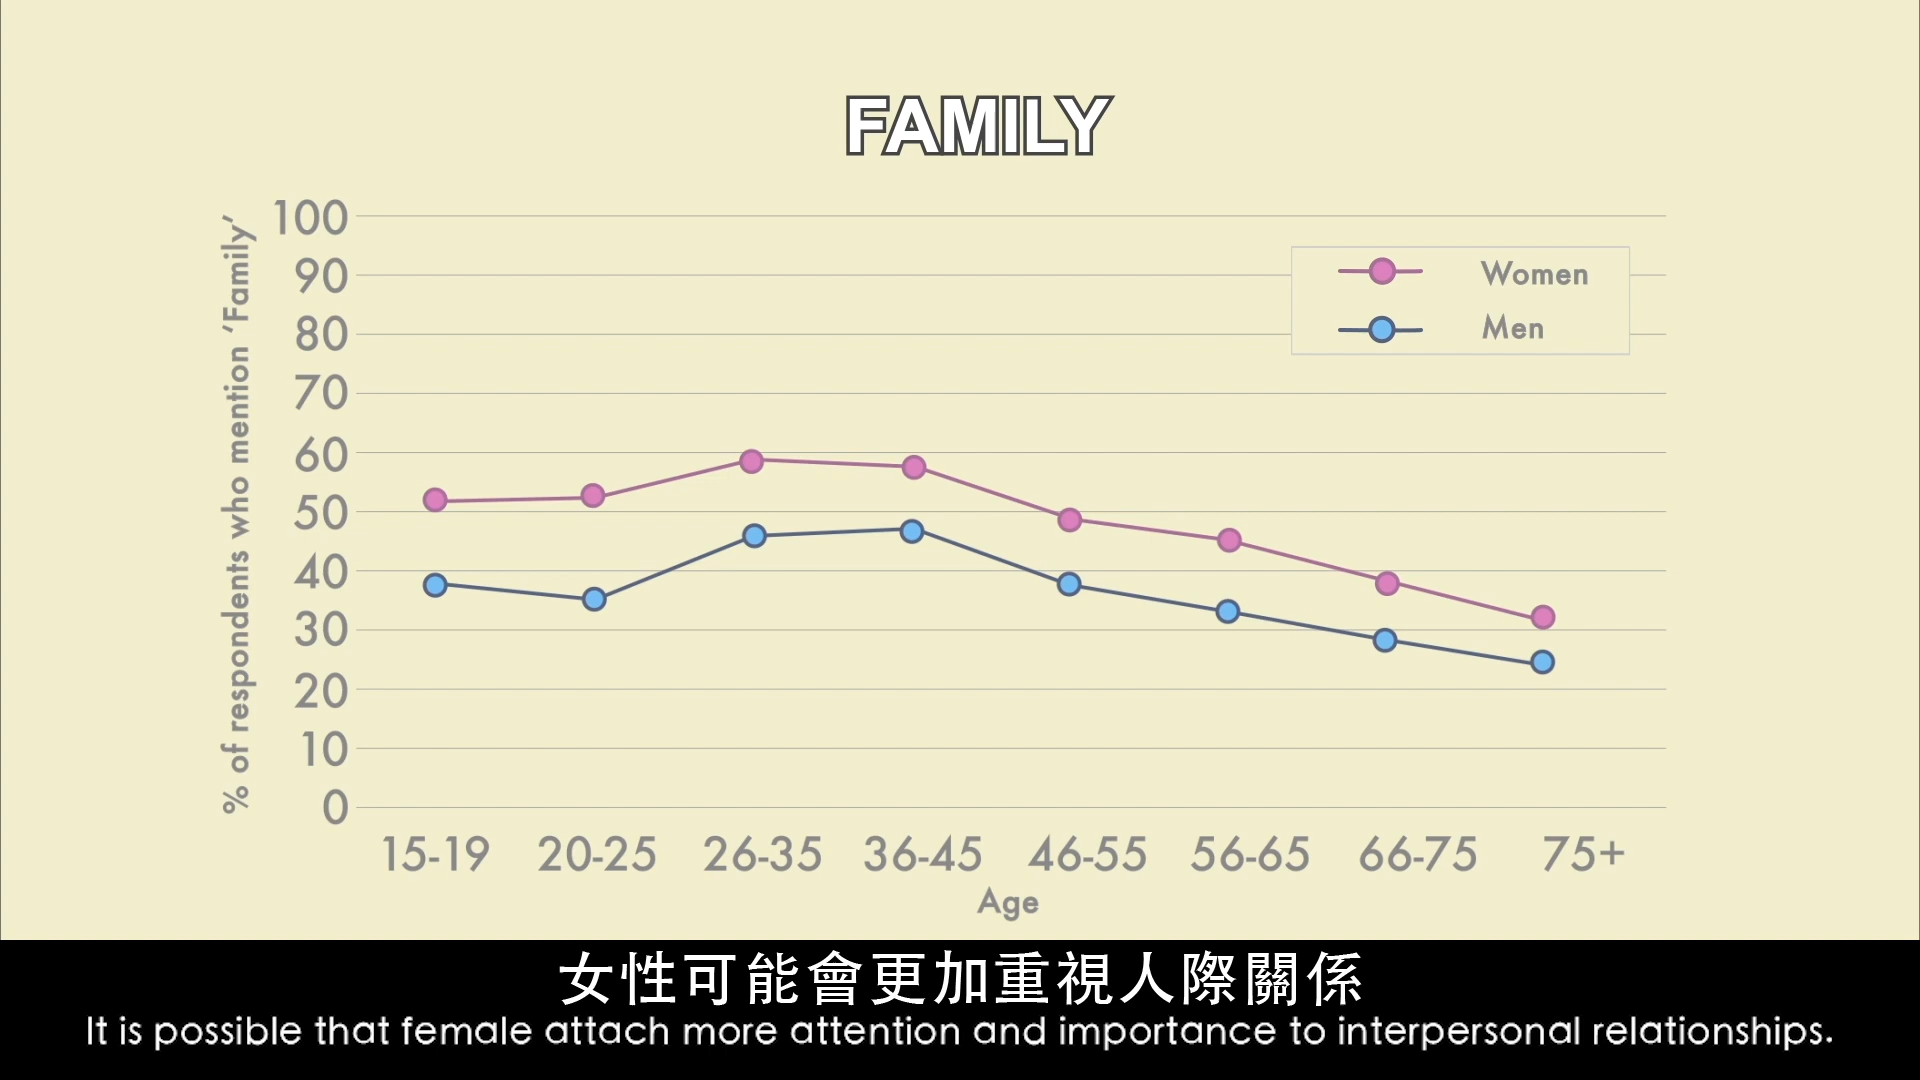 FAMILY
% of respondents who mention ‘Family’
100
90
80
70
60
50
40
30
20
10
0
Women
Men
15-19 20-25 26-35 36-45 46-55 56-65 66-75 75+
Age
女性可能會更加重視人際關係
It is possible that female attach more attention and importance to interpersonal relationships.